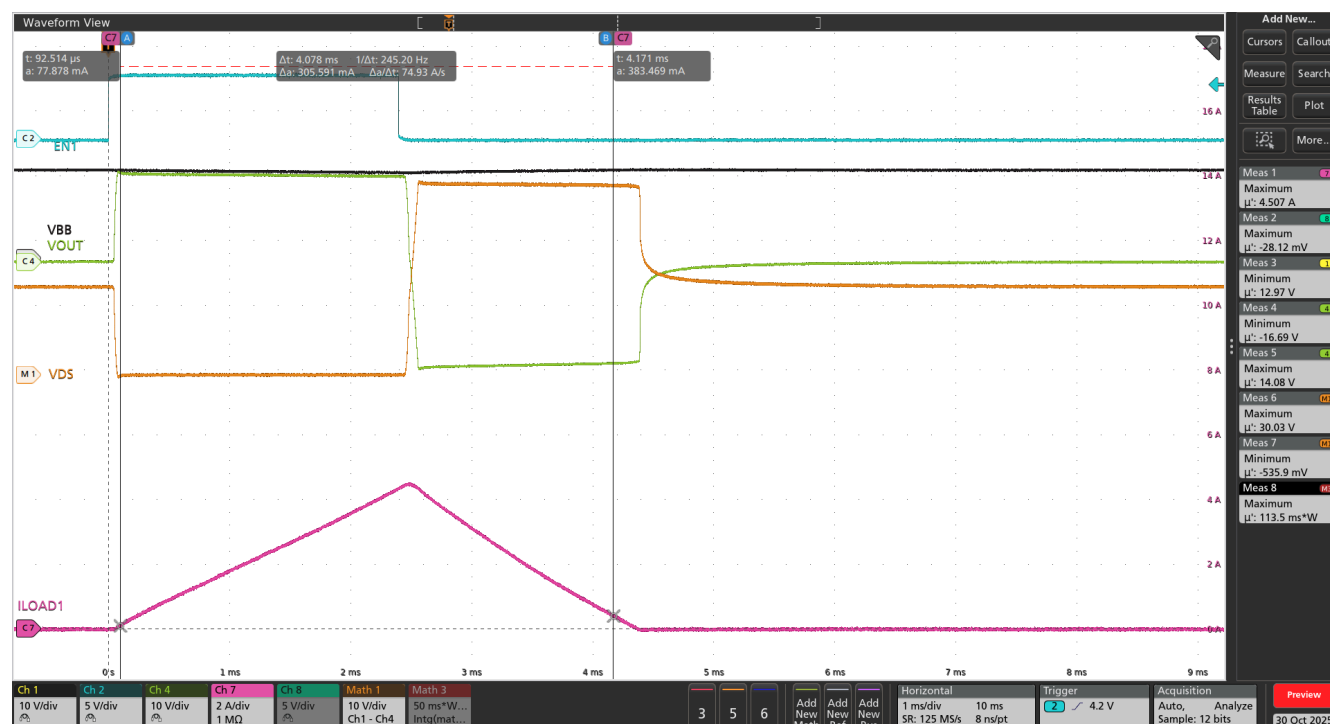 Waveform View
Add New...
C7 A
B C7
t: 92.514 µs
a: 77.878 mA
Δt: 4.078 ms 1/Δt: 245.20 Hz
Δa: 305.591 mA Δa/Δt: 74.93 A/s
t: 4.171 ms
a: 383.469 mA
Cursors
Callout
Measure
Search
Results Table
Plot
More...
16 A
14 A
12 A
10 A
8 A
6 A
4 A
2 A
0 A
C2
EN1
VBB
VOUT
C4
M1
VDS
ILOAD1
C7
0 s
1 ms
2 ms
3 ms
4 ms
5 ms
6 ms
7 ms
8 ms
9 ms
Meas 1 7
Maximum
µ': 4.507 A
Meas 2 8
Maximum
µ': -28.12 mV
Meas 3 1
Minimum
µ': 12.97 V
Meas 4 4
Minimum
µ': -16.69 V
Meas 5 4
Maximum
µ': 14.08 V
Meas 6
Maximum
µ': 30.03 V
Meas 7
Minimum
µ': -535.9 mV
Meas 8
Maximum
µ': 113.5 ms*W
Ch 1
10 V/div
Ch 2
5 V/div
Ch 4
10 V/div
Ch 7
2 A/div
1 MΩ
Ch 8
5 V/div
Math 1
10 V/div
Ch1 - Ch4
Math 3
50 ms*W...
Intg(mat...
3
5
6
Add
New
Add
New
Add
New
Horizontal
1 ms/div 10 ms
SR: 125 MS/s 8 ns/pt
Trigger
2 4.2 V
Acquisition
Auto, Analyze
Sample: 12 bits
Preview
30 Oct 202